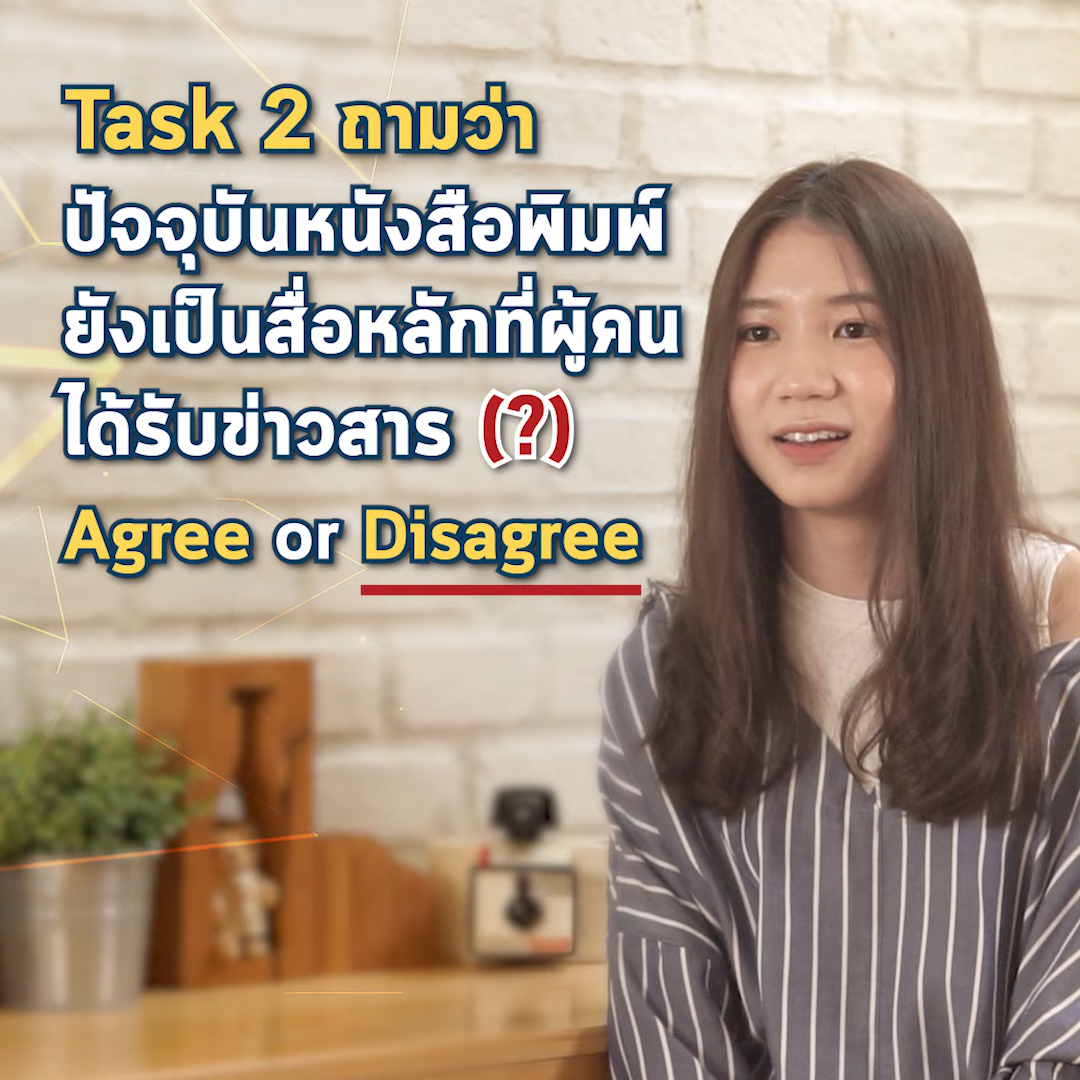 Task 2 ถามว่า
ปัจจุบันหนังสือพิมพ์
ยังเป็นสื่อหลักที่ผู้คน
ได้รับข่าวสาร (?)
Agree or Disagree